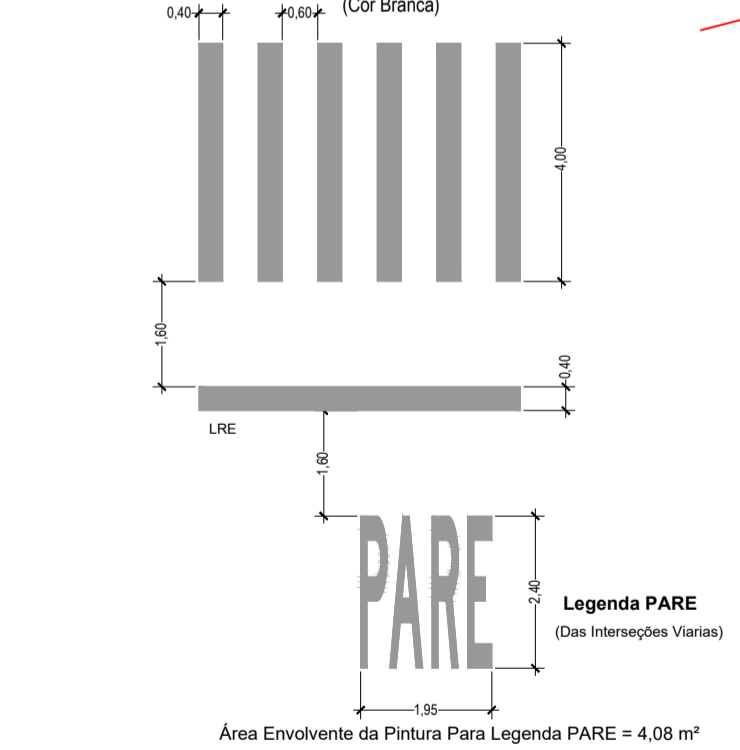 (Cor Branca)
0,40
0,60
4,00
1,60
0,40
LRE
1,60
PARE
2,40
Legenda PARE
(Das Interseções Viarias)
1,95
Área Envolvente da Pintura Para Legenda PARE = 4,08 m²